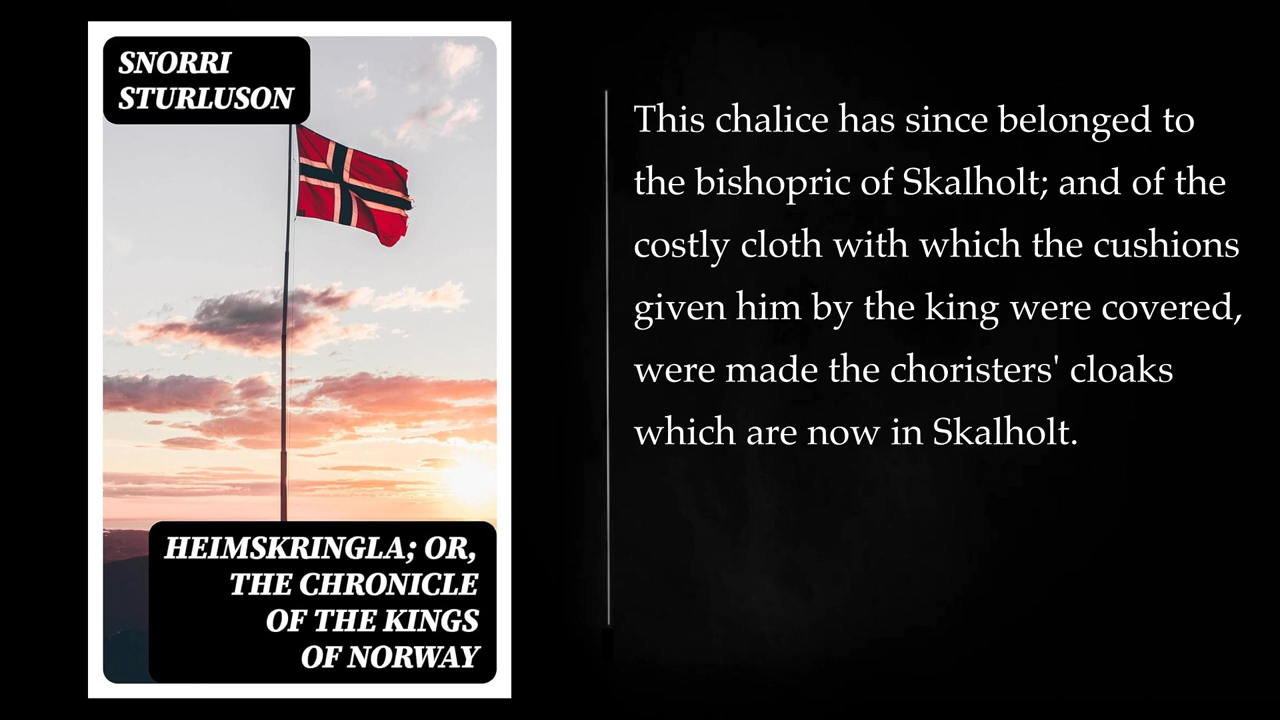 SNORRI
STURLUSON
HEIMSKRINGLA; OR,
THE CHRONICLE
OF THE KINGS
OF NORWAY
This chalice has since belonged to
the bishopric of Skalholt; and of the
costly cloth with which the cushions
given him by the king were covered,
were made the choristers' cloaks
which are now in Skalholt.